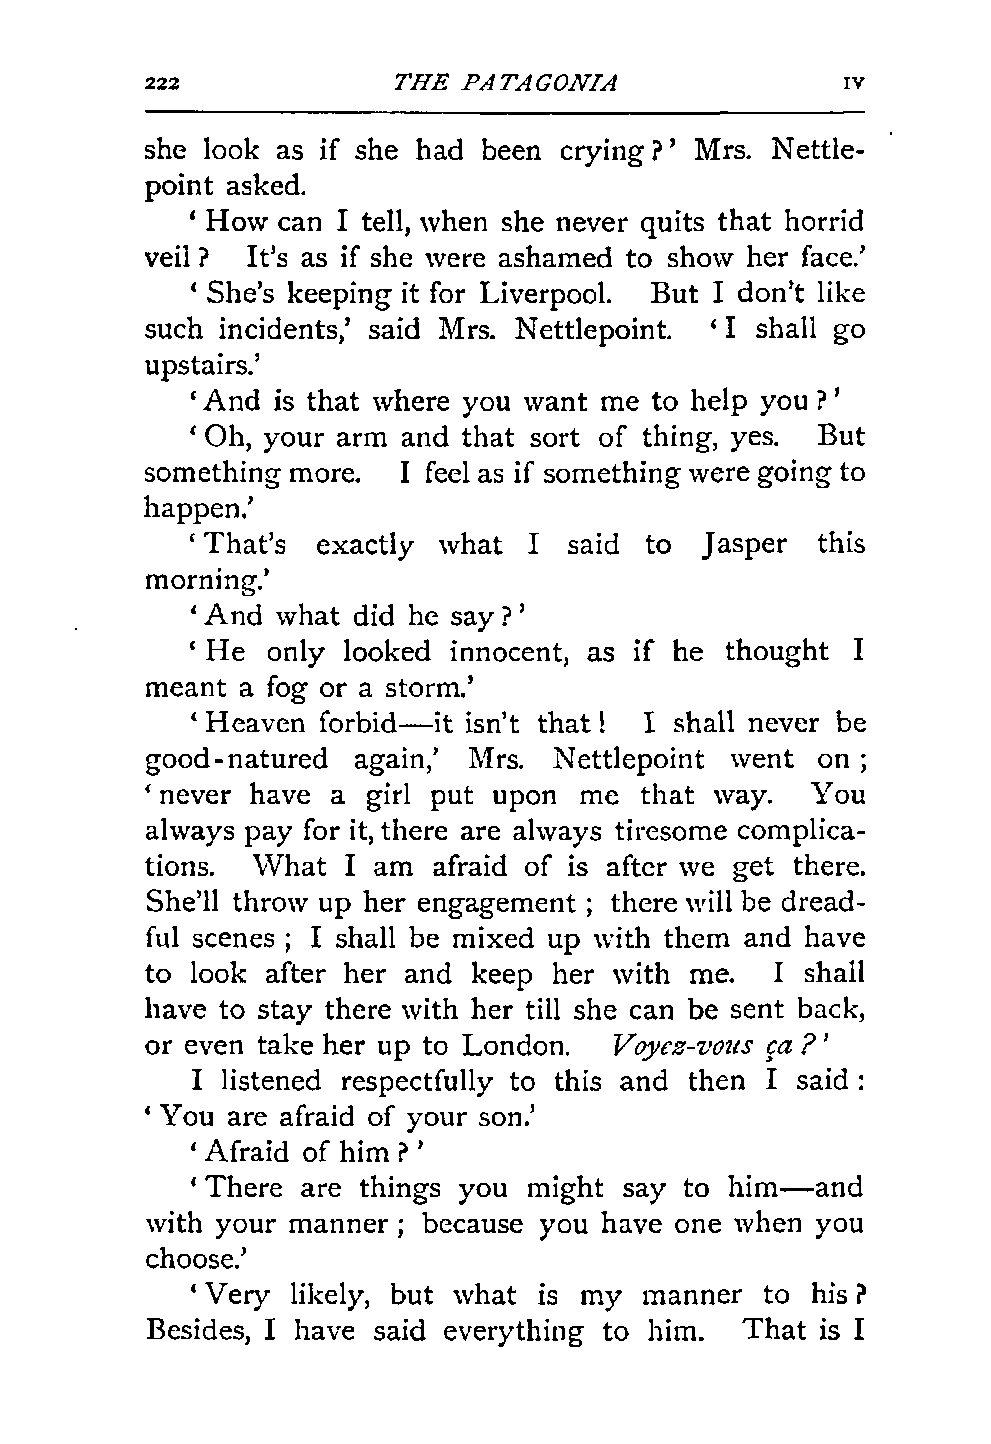 222 THE PATAGONIA IV
she look as if she had been crying?’ Mrs. Nettle-
point asked.
‘How can I tell, when she never quits that horrid
veil? It’s as if she were ashamed to show her face.’
‘She’s keeping it for Liverpool. But I don’t like
such incidents,’ said Mrs. Nettlepoint. ‘I shall go
upstairs.’
‘And is that where you want me to help you?’
‘Oh, your arm and that sort of thing, yes. But
something more. I feel as if something were going to
happen.’
‘That’s exactly what I said to Jasper this
morning.’
‘And what did he say?’
‘He only looked innocent, as if he thought I
meant a fog or a storm.’
‘Heaven forbid—it isn’t that! I shall never be
good-natured again,’ Mrs. Nettlepoint went on;
‘never have a girl put upon me that way. You
always pay for it, there are always tiresome complica-
tions. What I am afraid of is after we get there.
She’ll throw up her engagement; there will be dread-
ful scenes; I shall be mixed up with them and have
to look after her and keep her with me. I shall
have to stay there with her till she can be sent back,
or even take her up to London. Voyez-vous ça?’
I listened respectfully to this and then I said:
‘You are afraid of your son.’
‘Afraid of him?’
‘There are things you might say to him—and
with your manner; because you have one when you
choose.’
‘Very likely, but what is my manner to his?
Besides, I have said everything to him. That is I